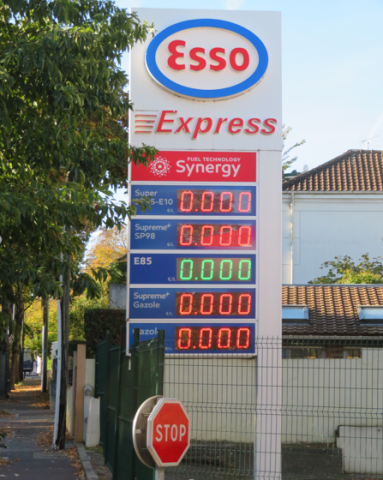 Esso
Express
FUEL TECHNOLOGY
Synergy
Super
95-E10 0.000
Supreme+
SP98 0.000
E85 0.000
Supreme+
Gazole 0.000
Gazole 0.000
STOP